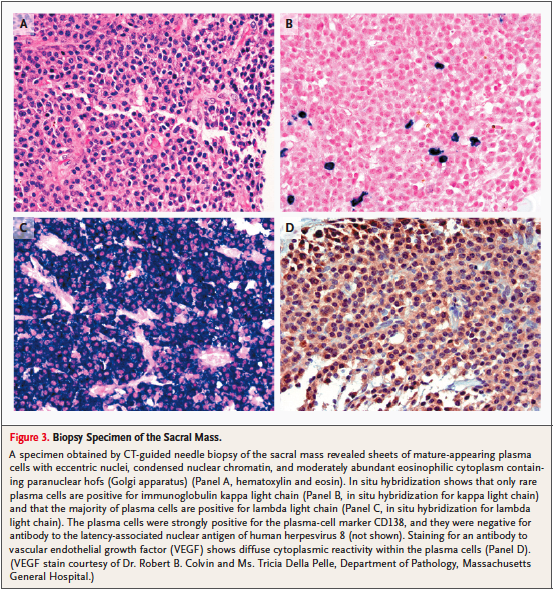 A
B
C
D
Figure 3. Biopsy Specimen of the Sacral Mass.
A specimen obtained by CT-guided needle biopsy of the sacral mass revealed sheets of mature-appearing plasma
cells with eccentric nuclei, condensed nuclear chromatin, and moderately abundant eosinophilic cytoplasm contain-
ing paranuclear hofs (Golgi apparatus) (Panel A, hematoxylin and eosin). In situ hybridization shows that only rare
plasma cells are positive for immunoglobulin kappa light chain (Panel B, in situ hybridization for kappa light chain)
and that the majority of plasma cells are positive for lambda light chain (Panel C, in situ hybridization for lambda
light chain). The plasma cells were strongly positive for the plasma-cell marker CD138, and they were negative for
antibody to the latency-associated nuclear antigen of human herpesvirus 8 (not shown). Staining for an antibody to
vascular endothelial growth factor (VEGF) shows diffuse cytoplasmic reactivity within the plasma cells (Panel D).
(VEGF stain courtesy of Dr. Robert B. Colvin and Ms. Tricia Della Pelle, Department of Pathology, Massachusetts
General Hospital.)